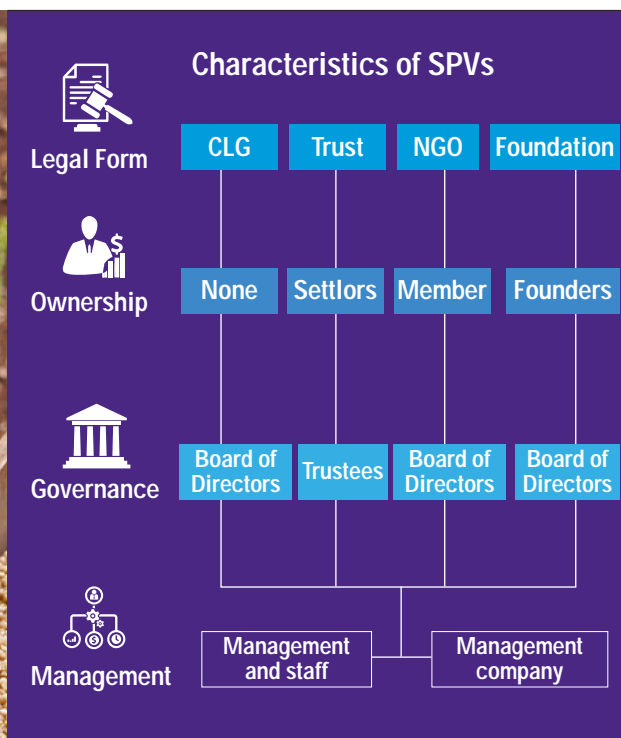 Characteristics of SPVs
Legal Form
CLG
Trust
NGO
Foundation
Ownership
None
Settlors
Member
Founders
Governance
Board of
Directors
Trustees
Board of
Directors
Board of
Directors
Management
Management
and staff
Management
company